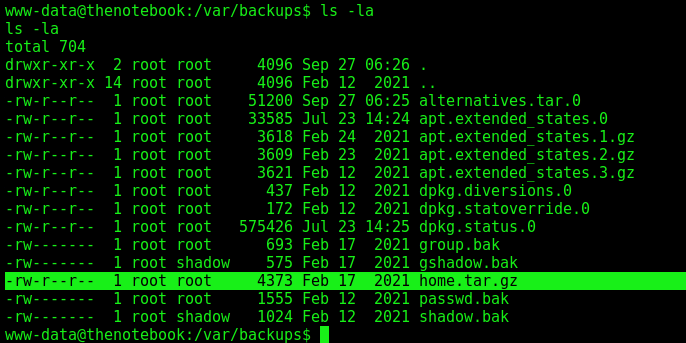 www-data@thenotebook:/var/backups$ ls -la
ls -la
total 704
drwxr-xr-x  2 root root     4096 Sep 27 06:26 .
drwxr-xr-x 14 root root     4096 Feb 12  2021 ..
-rw-r--r--  1 root root    51200 Sep 27 06:25 alternatives.tar.0
-rw-r--r--  1 root root    33585 Jul 23 14:24 apt.extended_states.0
-rw-r--r--  1 root root     3618 Feb 24  2021 apt.extended_states.1.gz
-rw-r--r--  1 root root     3609 Feb 23  2021 apt.extended_states.2.gz
-rw-r--r--  1 root root     3621 Feb 12  2021 apt.extended_states.3.gz
-rw-r--r--  1 root root      437 Feb 12  2021 dpkg.diversions.0
-rw-r--r--  1 root root      172 Feb 12  2021 dpkg.statoverride.0
-rw-r--r--  1 root root   575426 Jul 23 14:25 dpkg.status.0
-rw-------  1 root root      693 Feb 17  2021 group.bak
-rw-------  1 root shadow    575 Feb 17  2021 gshadow.bak
-rw-r--r--  1 root root     4373 Feb 17  2021 home.tar.gz
-rw-------  1 root root     1555 Feb 12  2021 passwd.bak
-rw-------  1 root shadow   1024 Feb 12  2021 shadow.bak
www-data@thenotebook:/var/backups$